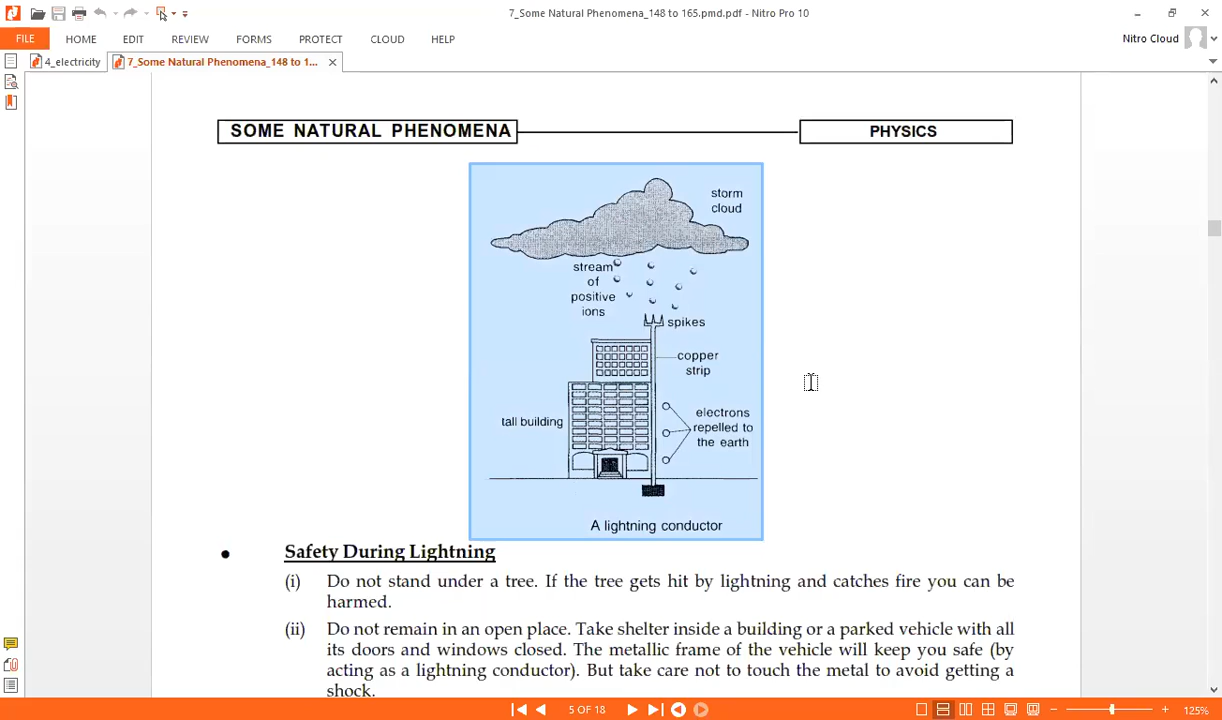 7_Some Natural Phenomena_148 to 165.pmd.pdf - Nitro Pro 10
FILE HOME EDIT REVIEW FORMS PROTECT CLOUD HELP Nitro Cloud
4_electricity 7_Some Natural Phenomena_148 to 1...
SOME NATURAL PHENOMENA PHYSICS
storm
cloud
stream
of
positive
ions
spikes
copper
strip
tall building
electrons
repelled to
the earth
A lightning conductor
● Safety During Lightning
(i) Do not stand under a tree. If the tree gets hit by lightning and catches fire you can be
harmed.
(ii) Do not remain in an open place. Take shelter inside a building or a parked vehicle with all
its doors and windows closed. The metallic frame of the vehicle will keep you safe (by
acting as a lightning conductor). But take care not to touch the metal to avoid getting a
shock.
5 OF 18 125%